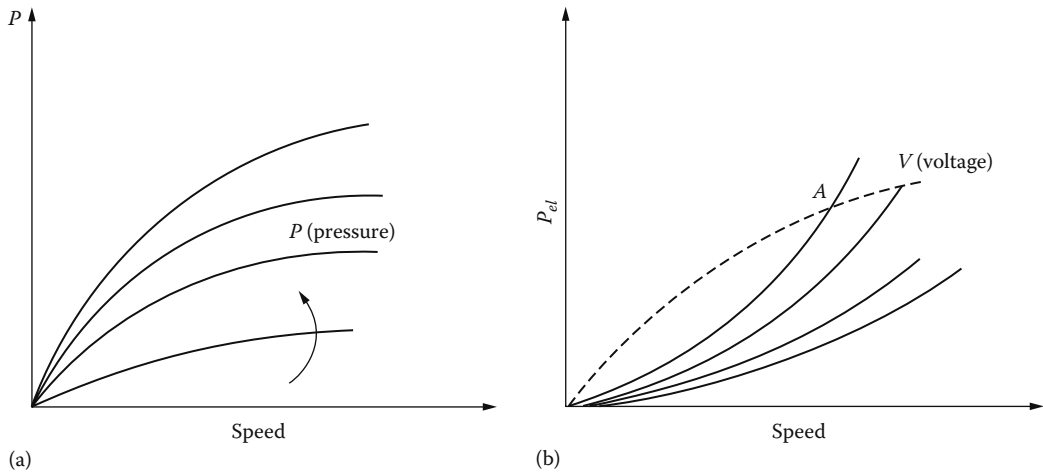 P
P (pressure)
Speed
(a)
P_el
A
V (voltage)
Speed
(b)